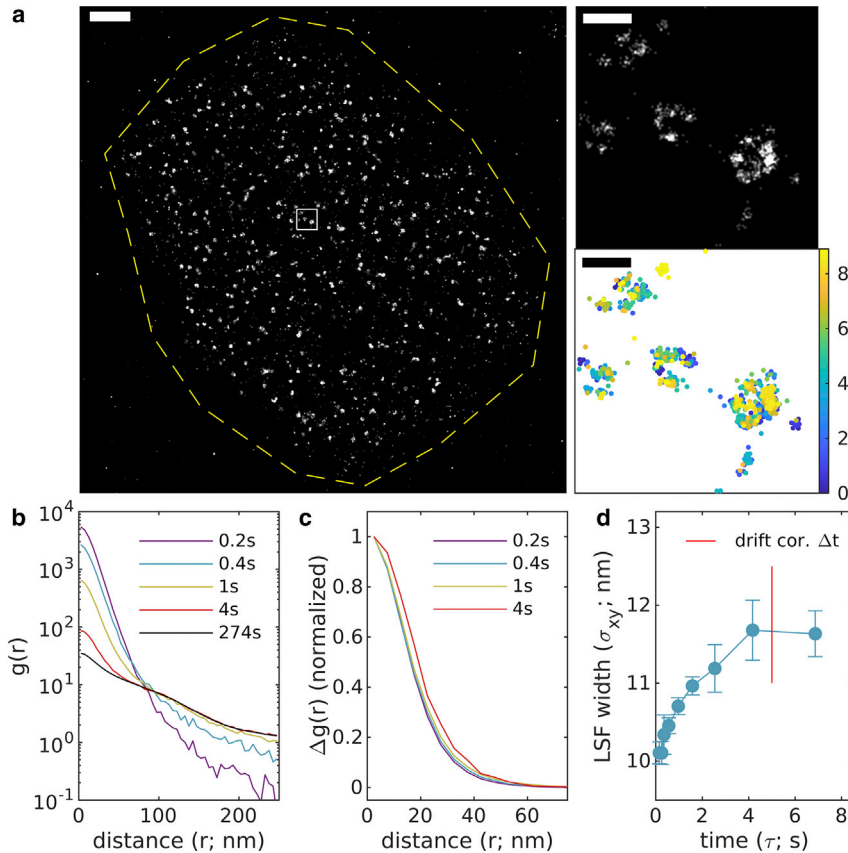 a
8
6
4
2
0
b
g(r)
10^4
10^3
10^2
10^1
10^0
10^-1
0.2s
0.4s
1s
4s
274s
0
100
200
distance (r; nm)
c
Δg(r) (normalized)
1
0.8
0.6
0.4
0.2
0
0.2s
0.4s
1s
4s
0
20
40
60
distance (r; nm)
d
LSF width (σxy; nm)
13
12
11
10
drift cor. Δt
0
2
4
6
8
time (τ; s)